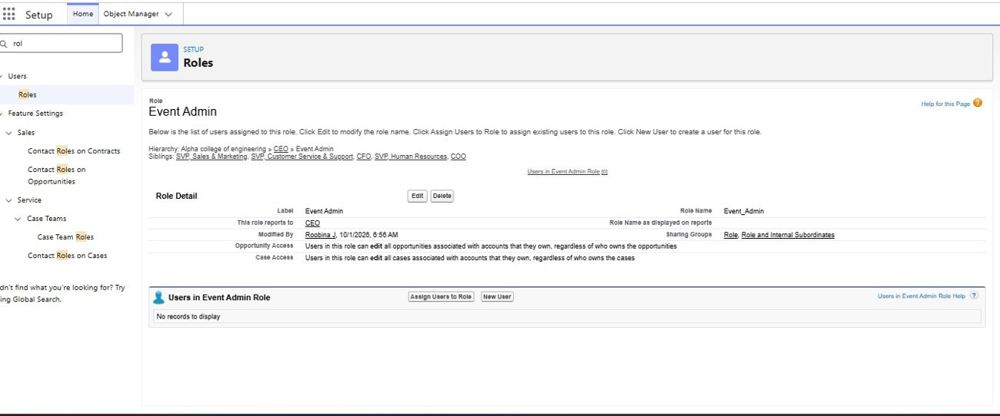 Setup
Home
Object Manager
rol
Users
Roles
Feature Settings
Sales
Contact Roles on Contracts
Contact Roles on
Opportunities
Service
Case Teams
Case Team Roles
Contact Roles on Cases
dn't find what you're looking for? Try
ing Global Search.
SETUP
Roles
Role
Event Admin
Help for this Page ?
Below is the list of users assigned to this role. Click Edit to modify the role name. Click Assign Users to Role to assign existing users to this role. Click New User to create a user for this role.
Hierarchy: Alpha college of engineering » CEO » Event Admin
Siblings: SVP, Sales & Marketing, SVP, Customer Service & Support, CFO, SVP, Human Resources, COO
Users in Event Admin Role [0]
Role Detail
Edit
Delete
Label Event Admin Role Name Event_Admin
This role reports to CEO Role Name as displayed on reports
Modified By Roobina J, 10/1/2026, 6:56 AM Sharing Groups Role, Role and Internal Subordinates
Opportunity Access Users in this role can edit all opportunities associated with accounts that they own, regardless of who owns the opportunities
Case Access Users in this role can edit all cases associated with accounts that they own, regardless of who owns the cases
Users in Event Admin Role
Assign Users to Role
New User
Users in Event Admin Role Help ?
No records to display